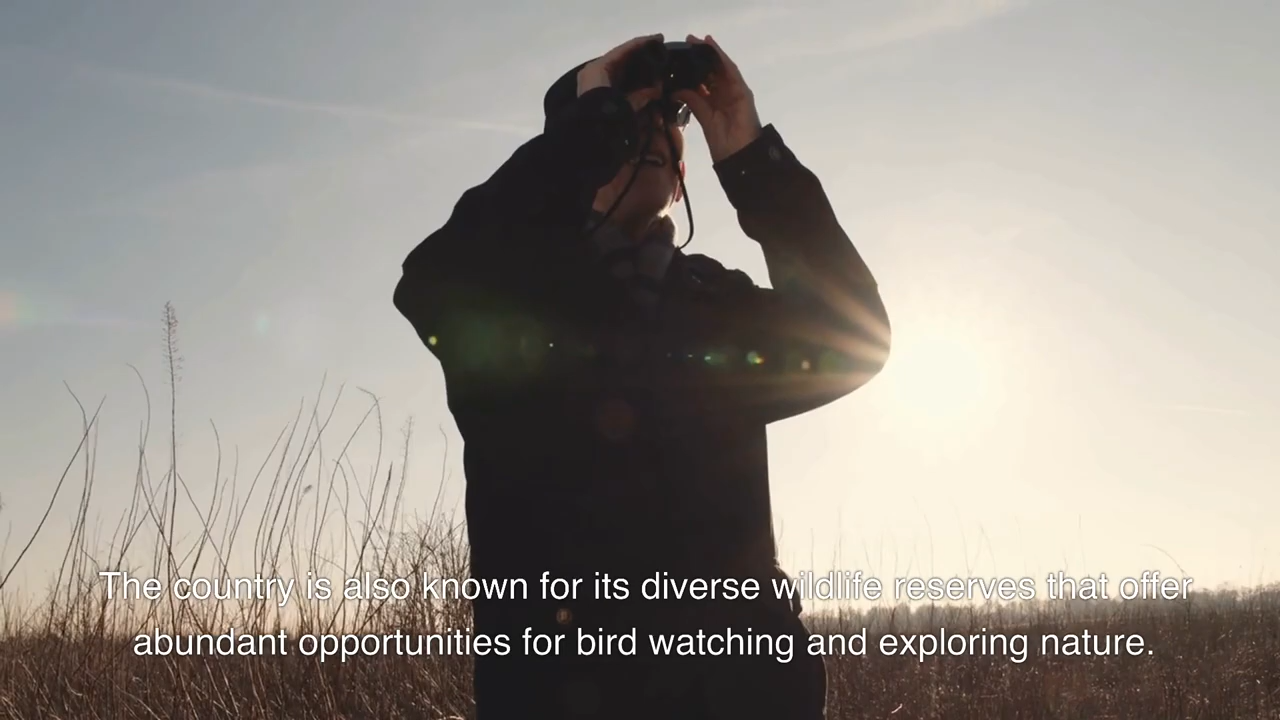 The country is also known for its diverse wildlife reserves that offer
abundant opportunities for bird watching and exploring nature.